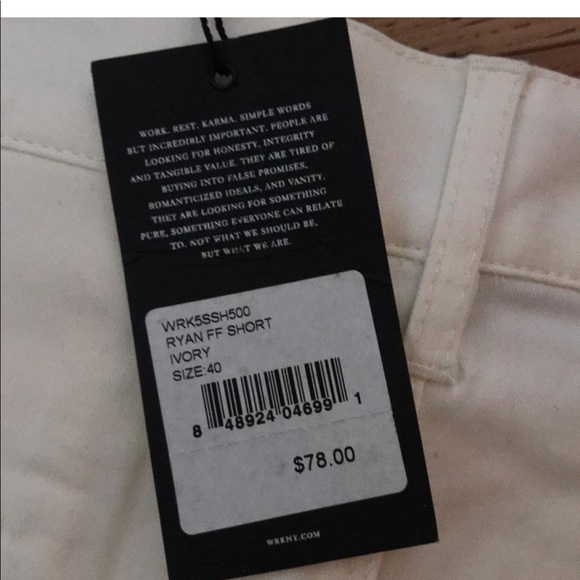 WORK. REST. KARMA. SIMPLE WORDS
BUT INCREDIBLY IMPORTANT. PEOPLE ARE
LOOKING FOR HONESTY, INTEGRITY
AND TANGIBLE VALUE. THEY ARE TIRED OF
BUYING INTO FALSE PROMISES,
ROMANTICIZED IDEALS, AND VANITY.
THEY ARE LOOKING FOR SOMETHING
PURE, SOMETHING EVERYONE CAN RELATE
TO. NOT WHAT WE SHOULD BE,
BUT WHAT WE ARE.
WRK5SSH500
RYAN FF SHORT
IVORY
SIZE:40
8 48924 04699 1
$78.00
WRKNY.COM